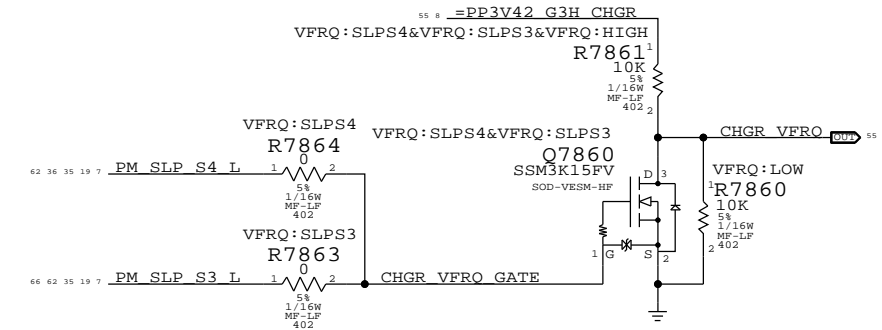 55 8 =PP3V42_G3H_CHGR
VFRQ:SLPS4&VFRQ:SLPS3&VFRQ:HIGH
R7861
1
10K
5%
1/16W
MF-LF
402
2
VFRQ:SLPS4
R7864
0
62 36 35 19 7 PM_SLP_S4_L 1 2
5%
1/16W
MF-LF
402
VFRQ:SLPS4&VFRQ:SLPS3
Q7860
SSM3K15FV
SOD-VESM-HF
D 3
1 G S 2
CHGR_VFRQ OUT 55
VFRQ:LOW
1
R7860
10K
5%
1/16W
MF-LF
402
2
VFRQ:SLPS3
R7863
0
66 62 35 19 7 PM_SLP_S3_L 1 2 CHGR_VFRQ_GATE
5%
1/16W
MF-LF
402